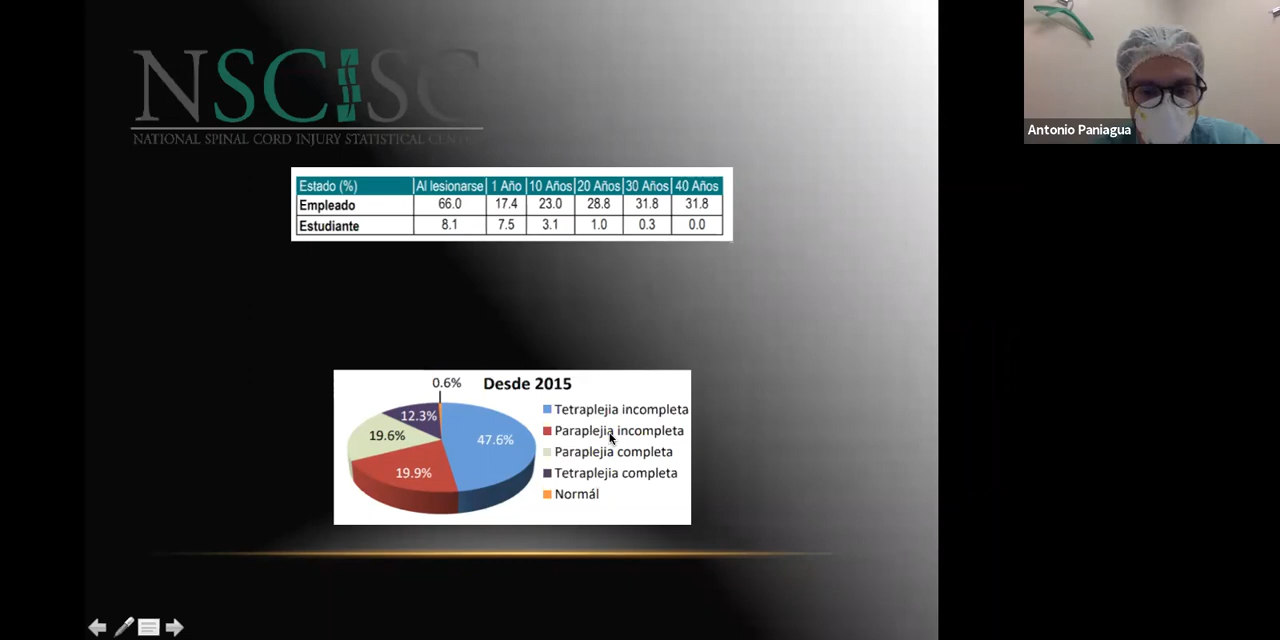 NSCISC
NATIONAL SPINAL CORD INJURY STATISTICAL CENTER
Estado (%) Al lesionarse 1 Año 10 Años 20 Años 30 Años 40 Años
Empleado 66.0 17.4 23.0 28.8 31.8 31.8
Estudiante 8.1 7.5 3.1 1.0 0.3 0.0
Desde 2015
0.6%
12.3%
19.6%
47.6%
19.9%
Tetraplejia incompleta
Paraplejia incompleta
Paraplejia completa
Tetraplejia completa
Normál
Antonio Paniagua